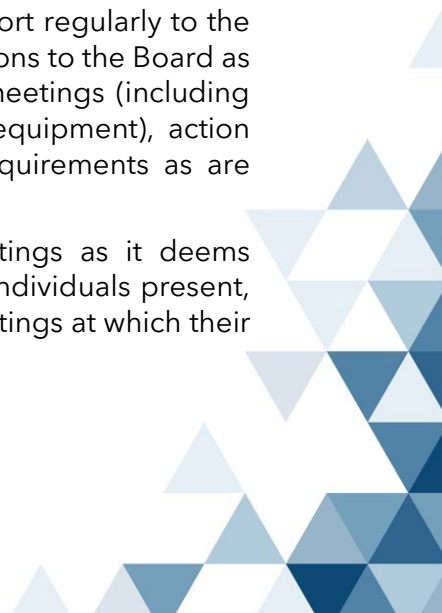 ort regularly to the
ons to the Board as
neetings (including
equipment), action
quirements as are
tings as it deems
ndividuals present,
tings at which their